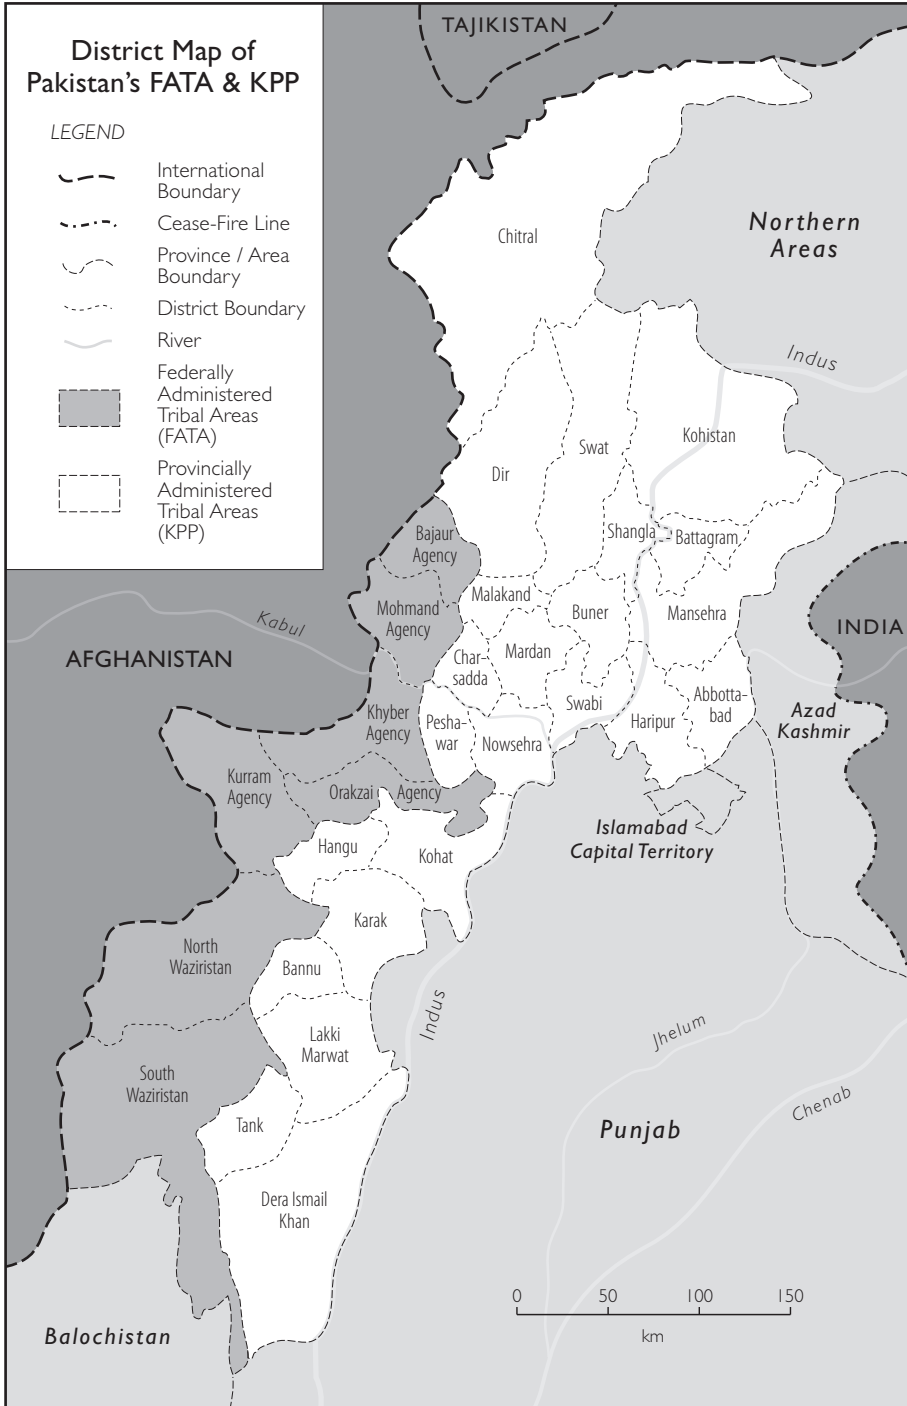 District Map of
Pakistan's FATA & KPP
LEGEND
International
Boundary
Cease-Fire Line
Province / Area
Boundary
District Boundary
River
Federally
Administered
Tribal Areas
(FATA)
Provincially
Administered
Tribal Areas
(KPP)
TAJIKISTAN
Northern
Areas
Chitral
Indus
Kohistan
Swat
Dir
Shangla
Battagram
Bajaur
Agency
Malakand
Buner
Mansehra
Mohmand
Agency
Kabul
INDIA
AFGHANISTAN
Char-
sadda
Mardan
Swabi
Abbotta-
bad
Haripur
Azad
Kashmir
Khyber
Agency
Pesha-
war
Nowsehra
Kurram
Agency
Orakzai Agency
Islamabad
Capital Territory
Hangu
Kohat
Karak
North
Waziristan
Bannu
Indus
Lakki
Marwat
Jhelum
South
Waziristan
Chenab
Tank
Punjab
Dera Ismail
Khan
0 50 100 150
km
Balochistan